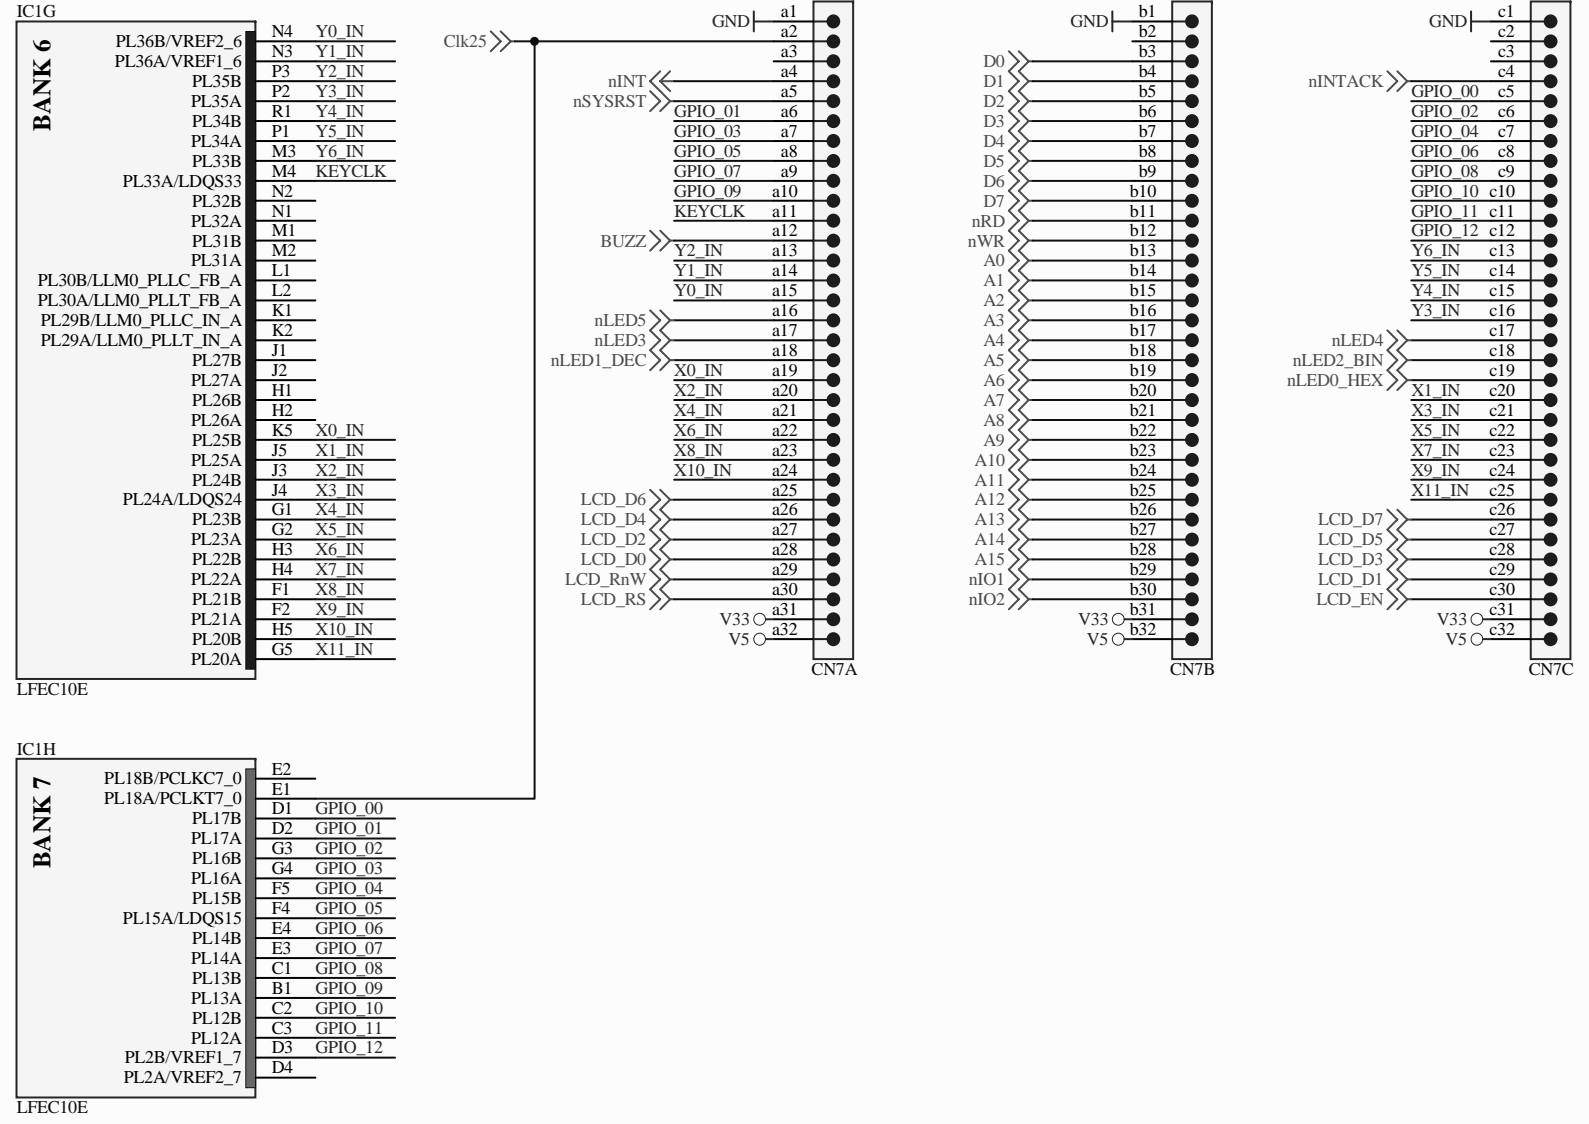 IC1G
BANK 6
PL36B/VREF2_6 N4 Y0_IN
PL36A/VREF1_6 N3 Y1_IN
PL35B P3 Y2_IN
PL35A P2 Y3_IN
PL34B R1 Y4_IN
PL34A P1 Y5_IN
PL33B M3 Y6_IN
PL33A/LDQS33 M4 KEYCLK
PL32B N2
PL32A N1
PL31B M1
PL31A M2
PL30B/LLM0_PLLC_FB_A L1
PL30A/LLM0_PLLT_FB_A L2
PL29B/LLM0_PLLC_IN_A K1
PL29A/LLM0_PLLT_IN_A K2
PL27B J1
PL27A J2
PL26B H1
PL26A H2
PL25B K5 X0_IN
PL25A J5 X1_IN
PL24B J3 X2_IN
PL24A/LDQS24 J4 X3_IN
PL23B G1 X4_IN
PL23A G2 X5_IN
PL22B H3 X6_IN
PL22A H4 X7_IN
PL21B F1 X8_IN
PL21A F2 X9_IN
PL20B H5 X10_IN
PL20A G5 X11_IN
LFEC10E
GND a1
Clk25 a2
a3
nINT a4
nSYSRST a5
GPIO_01 a6
GPIO_03 a7
GPIO_05 a8
GPIO_07 a9
GPIO_09 a10
KEYCLK a11
BUZZ a12
Y2_IN a13
Y1_IN a14
Y0_IN a15
nLED5 a16
nLED3 a17
nLED1_DEC a18
X0_IN a19
X2_IN a20
X4_IN a21
X6_IN a22
X8_IN a23
X10_IN a24
LCD_D6 a25
LCD_D4 a26
LCD_D2 a27
LCD_D0 a28
LCD_RnW a29
LCD_RS a30
V33 a31
V5 a32
CN7A
GND b1
b2
D0 b3
D1 b4
D2 b5
D3 b6
D4 b7
D5 b8
D6 b9
D7 b10
nRD b11
nWR b12
A0 b13
A1 b14
A2 b15
A3 b16
A4 b17
A5 b18
A6 b19
A7 b20
A8 b21
A9 b22
A10 b23
A11 b24
A12 b25
A13 b26
A14 b27
A15 b28
nIO1 b29
nIO2 b30
V33 b31
V5 b32
CN7B
GND c1
c2
c3
nINTACK c4
GPIO_00 c5
GPIO_02 c6
GPIO_04 c7
GPIO_06 c8
GPIO_08 c9
GPIO_10 c10
GPIO_11 c11
GPIO_12 c12
Y6_IN c13
Y5_IN c14
Y4_IN c15
Y3_IN c16
nLED4 c17
nLED2_BIN c18
nLED0_HEX c19
X1_IN c20
X3_IN c21
X5_IN c22
X7_IN c23
X9_IN c24
X11_IN c25
LCD_D7 c26
LCD_D5 c27
LCD_D3 c28
LCD_D1 c29
LCD_EN c30
V33 c31
V5 c32
CN7C
IC1H
BANK 7
PL18B/PCLKC7_0 E2
PL18A/PCLKT7_0 E1
PL17B D1 GPIO_00
PL17A D2 GPIO_01
PL16B G3 GPIO_02
PL16A G4 GPIO_03
PL15B F5 GPIO_04
PL15A/LDQS15 F4 GPIO_05
PL14B E4 GPIO_06
PL14A E3 GPIO_07
PL13B C1 GPIO_08
PL13A B1 GPIO_09
PL12B C2 GPIO_10
PL12A C3 GPIO_11
PL2B/VREF1_7 D3 GPIO_12
PL2A/VREF2_7 D4
LFEC10E